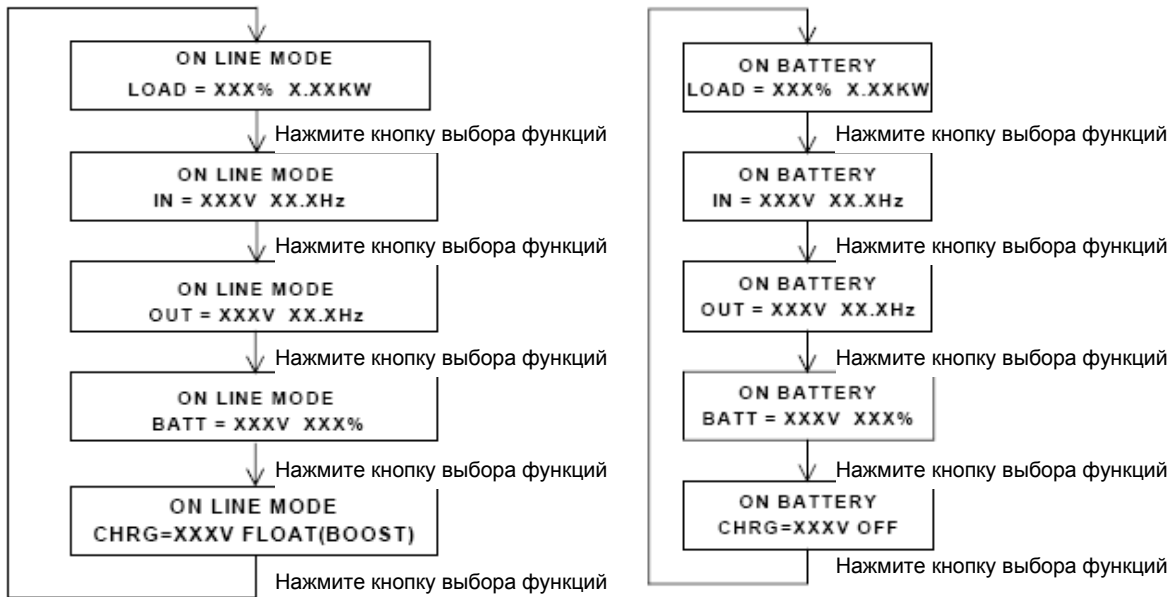 ON LINE MODE
LOAD = XXX% X.XXKW
Нажмите кнопку выбора функций
ON LINE MODE
IN = XXXV XX.XHz
Нажмите кнопку выбора функций
ON LINE MODE
OUT = XXXV XX.XHz
Нажмите кнопку выбора функций
ON LINE MODE
BATT = XXXV XXX%
Нажмите кнопку выбора функций
ON LINE MODE
CHRG=XXXV FLOAT(BOOST)
Нажмите кнопку выбора функций
ON BATTERY
LOAD = XXX% X.XXKW
Нажмите кнопку выбора функций
ON BATTERY
IN = XXXV XX.XHz
Нажмите кнопку выбора функций
ON BATTERY
OUT = XXXV XX.XHz
Нажмите кнопку выбора функций
ON BATTERY
BATT = XXXV XXX%
Нажмите кнопку выбора функций
ON BATTERY
CHRG=XXXV OFF
Нажмите кнопку выбора функций